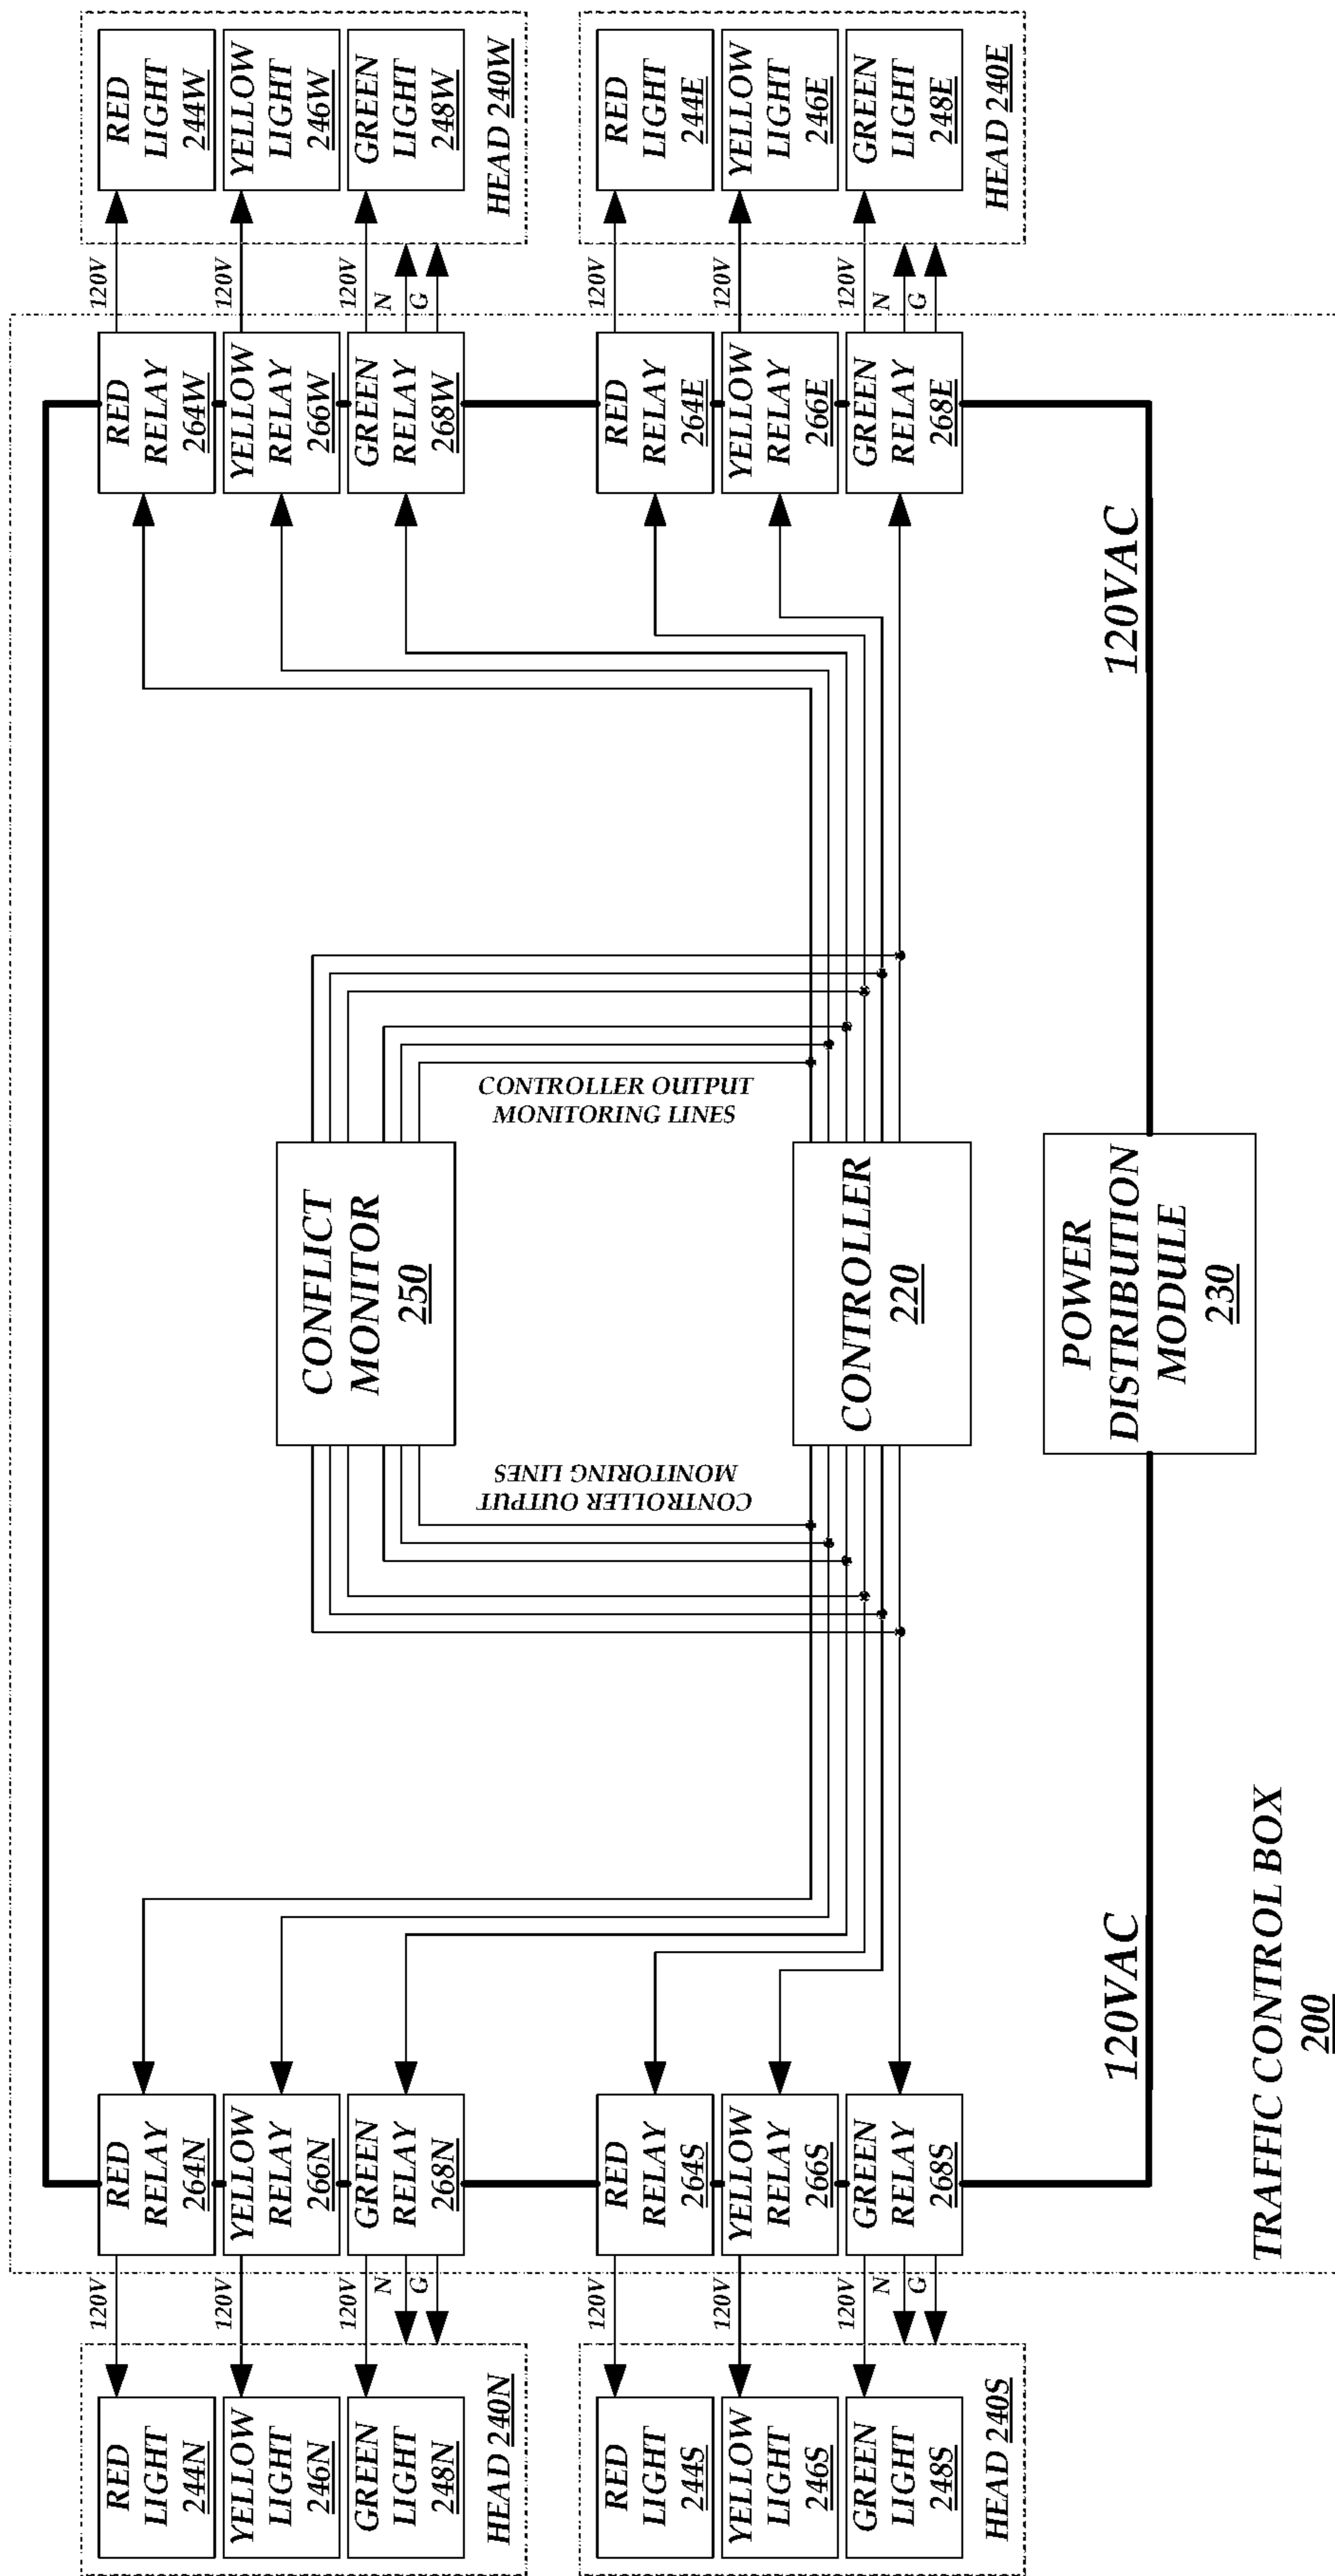 RED
LIGHT
244N
YELLOW
LIGHT
246N
GREEN
LIGHT
248N
HEAD 240N
120V
120V
120V
N
G
RED
RELAY
264N
YELLOW
RELAY
266N
GREEN
RELAY
268N
RED
LIGHT
244S
YELLOW
LIGHT
246S
GREEN
LIGHT
248S
HEAD 240S
120V
120V
120V
N
G
RED
RELAY
264S
YELLOW
RELAY
266S
GREEN
RELAY
268S
CONFLICT
MONITOR
250
CONTROLLER OUTPUT
MONITORING LINES
CONTROLLER OUTPUT
MONITORING LINES
CONTROLLER
220
POWER
DISTRIBUTION
MODULE
230
120VAC
120VAC
RED
RELAY
264W
YELLOW
RELAY
266W
GREEN
RELAY
268W
120V
120V
120V
N
G
RED
LIGHT
244W
YELLOW
LIGHT
246W
GREEN
LIGHT
248W
HEAD 240W
RED
RELAY
264E
YELLOW
RELAY
266E
GREEN
RELAY
268E
120V
120V
120V
N
G
RED
LIGHT
244E
YELLOW
LIGHT
246E
GREEN
LIGHT
248E
HEAD 240E
TRAFFIC CONTROL BOX
200